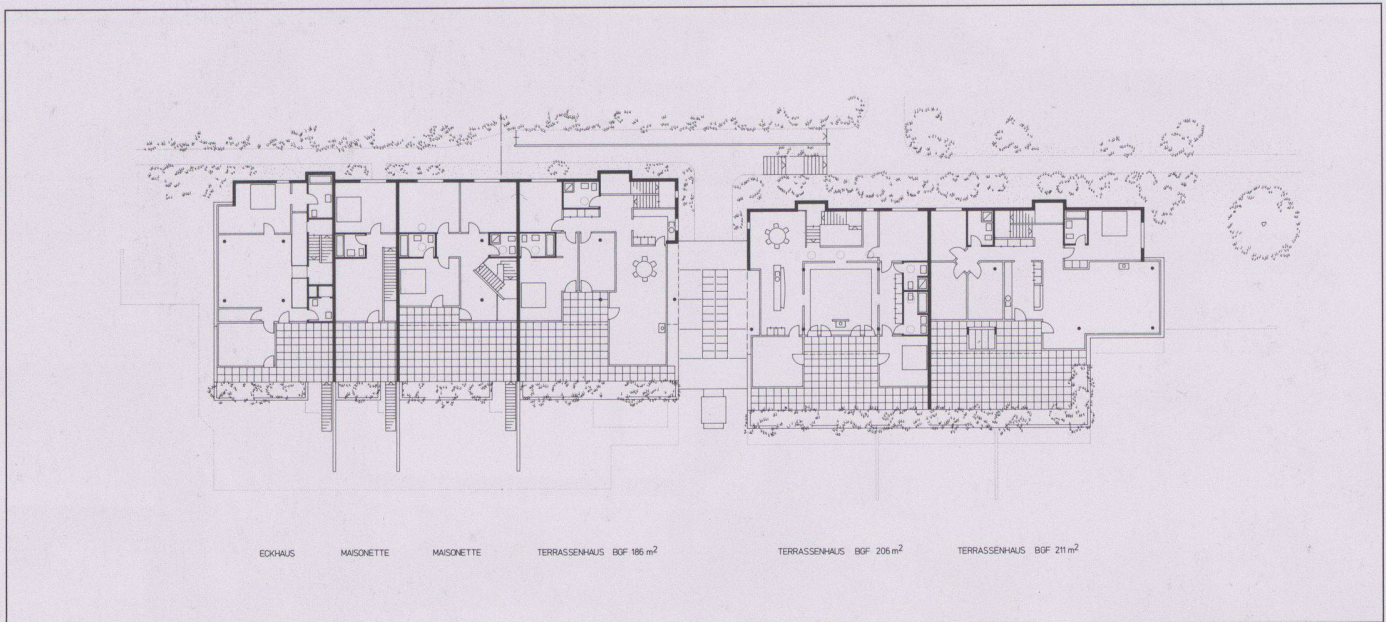 ECKHAUS MAISONETTE MAISONETTE TERRASSENHAUS BGF 186 m² TERRASSENHAUS BGF 206 m² TERRASSENHAUS BGF 211 m²